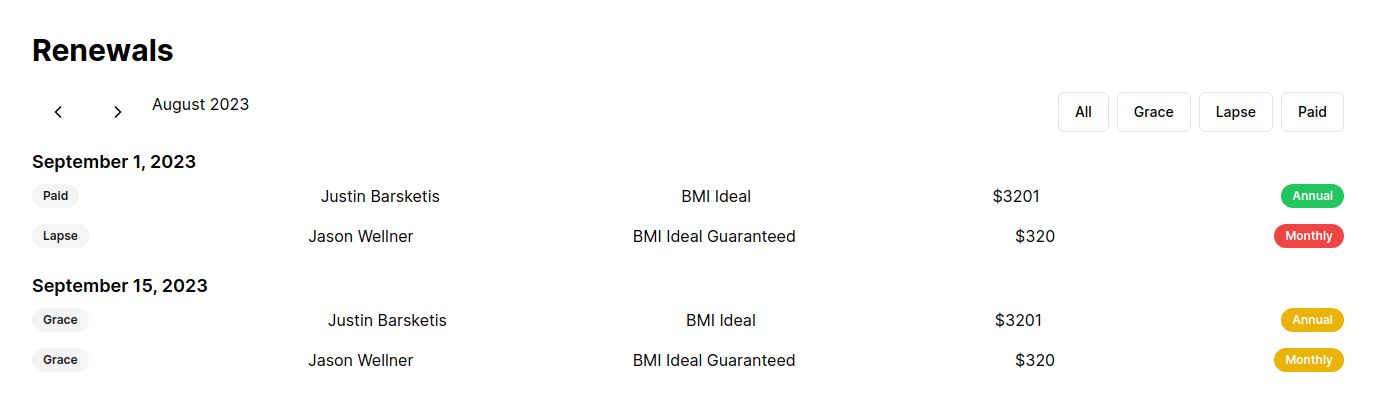 Renewals
August 2023 All Grace Lapse Paid
September 1, 2023
Paid Justin Barsketis BMI Ideal $3201 Annual
Lapse Jason Wellner BMI Ideal Guaranteed $320 Monthly
September 15, 2023
Grace Justin Barsketis BMI Ideal $3201 Annual
Grace Jason Wellner BMI Ideal Guaranteed $320 Monthly